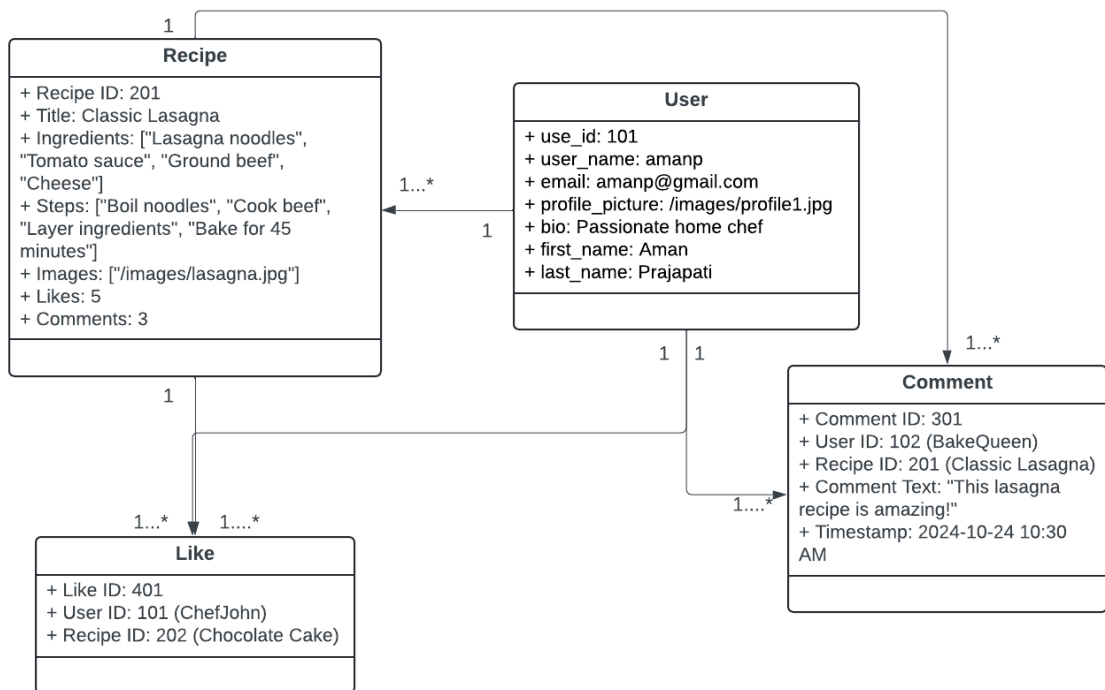 1
Recipe
+ Recipe ID: 201
+ Title: Classic Lasagna
+ Ingredients: ["Lasagna noodles",
"Tomato sauce", "Ground beef",
"Cheese"]
+ Steps: ["Boil noodles", "Cook beef",
"Layer ingredients", "Bake for 45
minutes"]
+ Images: ["/images/lasagna.jpg"]
+ Likes: 5
+ Comments: 3
1...*
1
User
+ use_id: 101
+ user_name: amanp
+ email: amanp@gmail.com
+ profile_picture: /images/profile1.jpg
+ bio: Passionate home chef
+ first_name: Aman
+ last_name: Prajapati
1
1
1
1...*
Comment
+ Comment ID: 301
+ User ID: 102 (BakeQueen)
+ Recipe ID: 201 (Classic Lasagna)
+ Comment Text: "This lasagna
recipe is amazing!"
+ Timestamp: 2024-10-24 10:30
AM
1....*
1...*
1....*
Like
+ Like ID: 401
+ User ID: 101 (ChefJohn)
+ Recipe ID: 202 (Chocolate Cake)